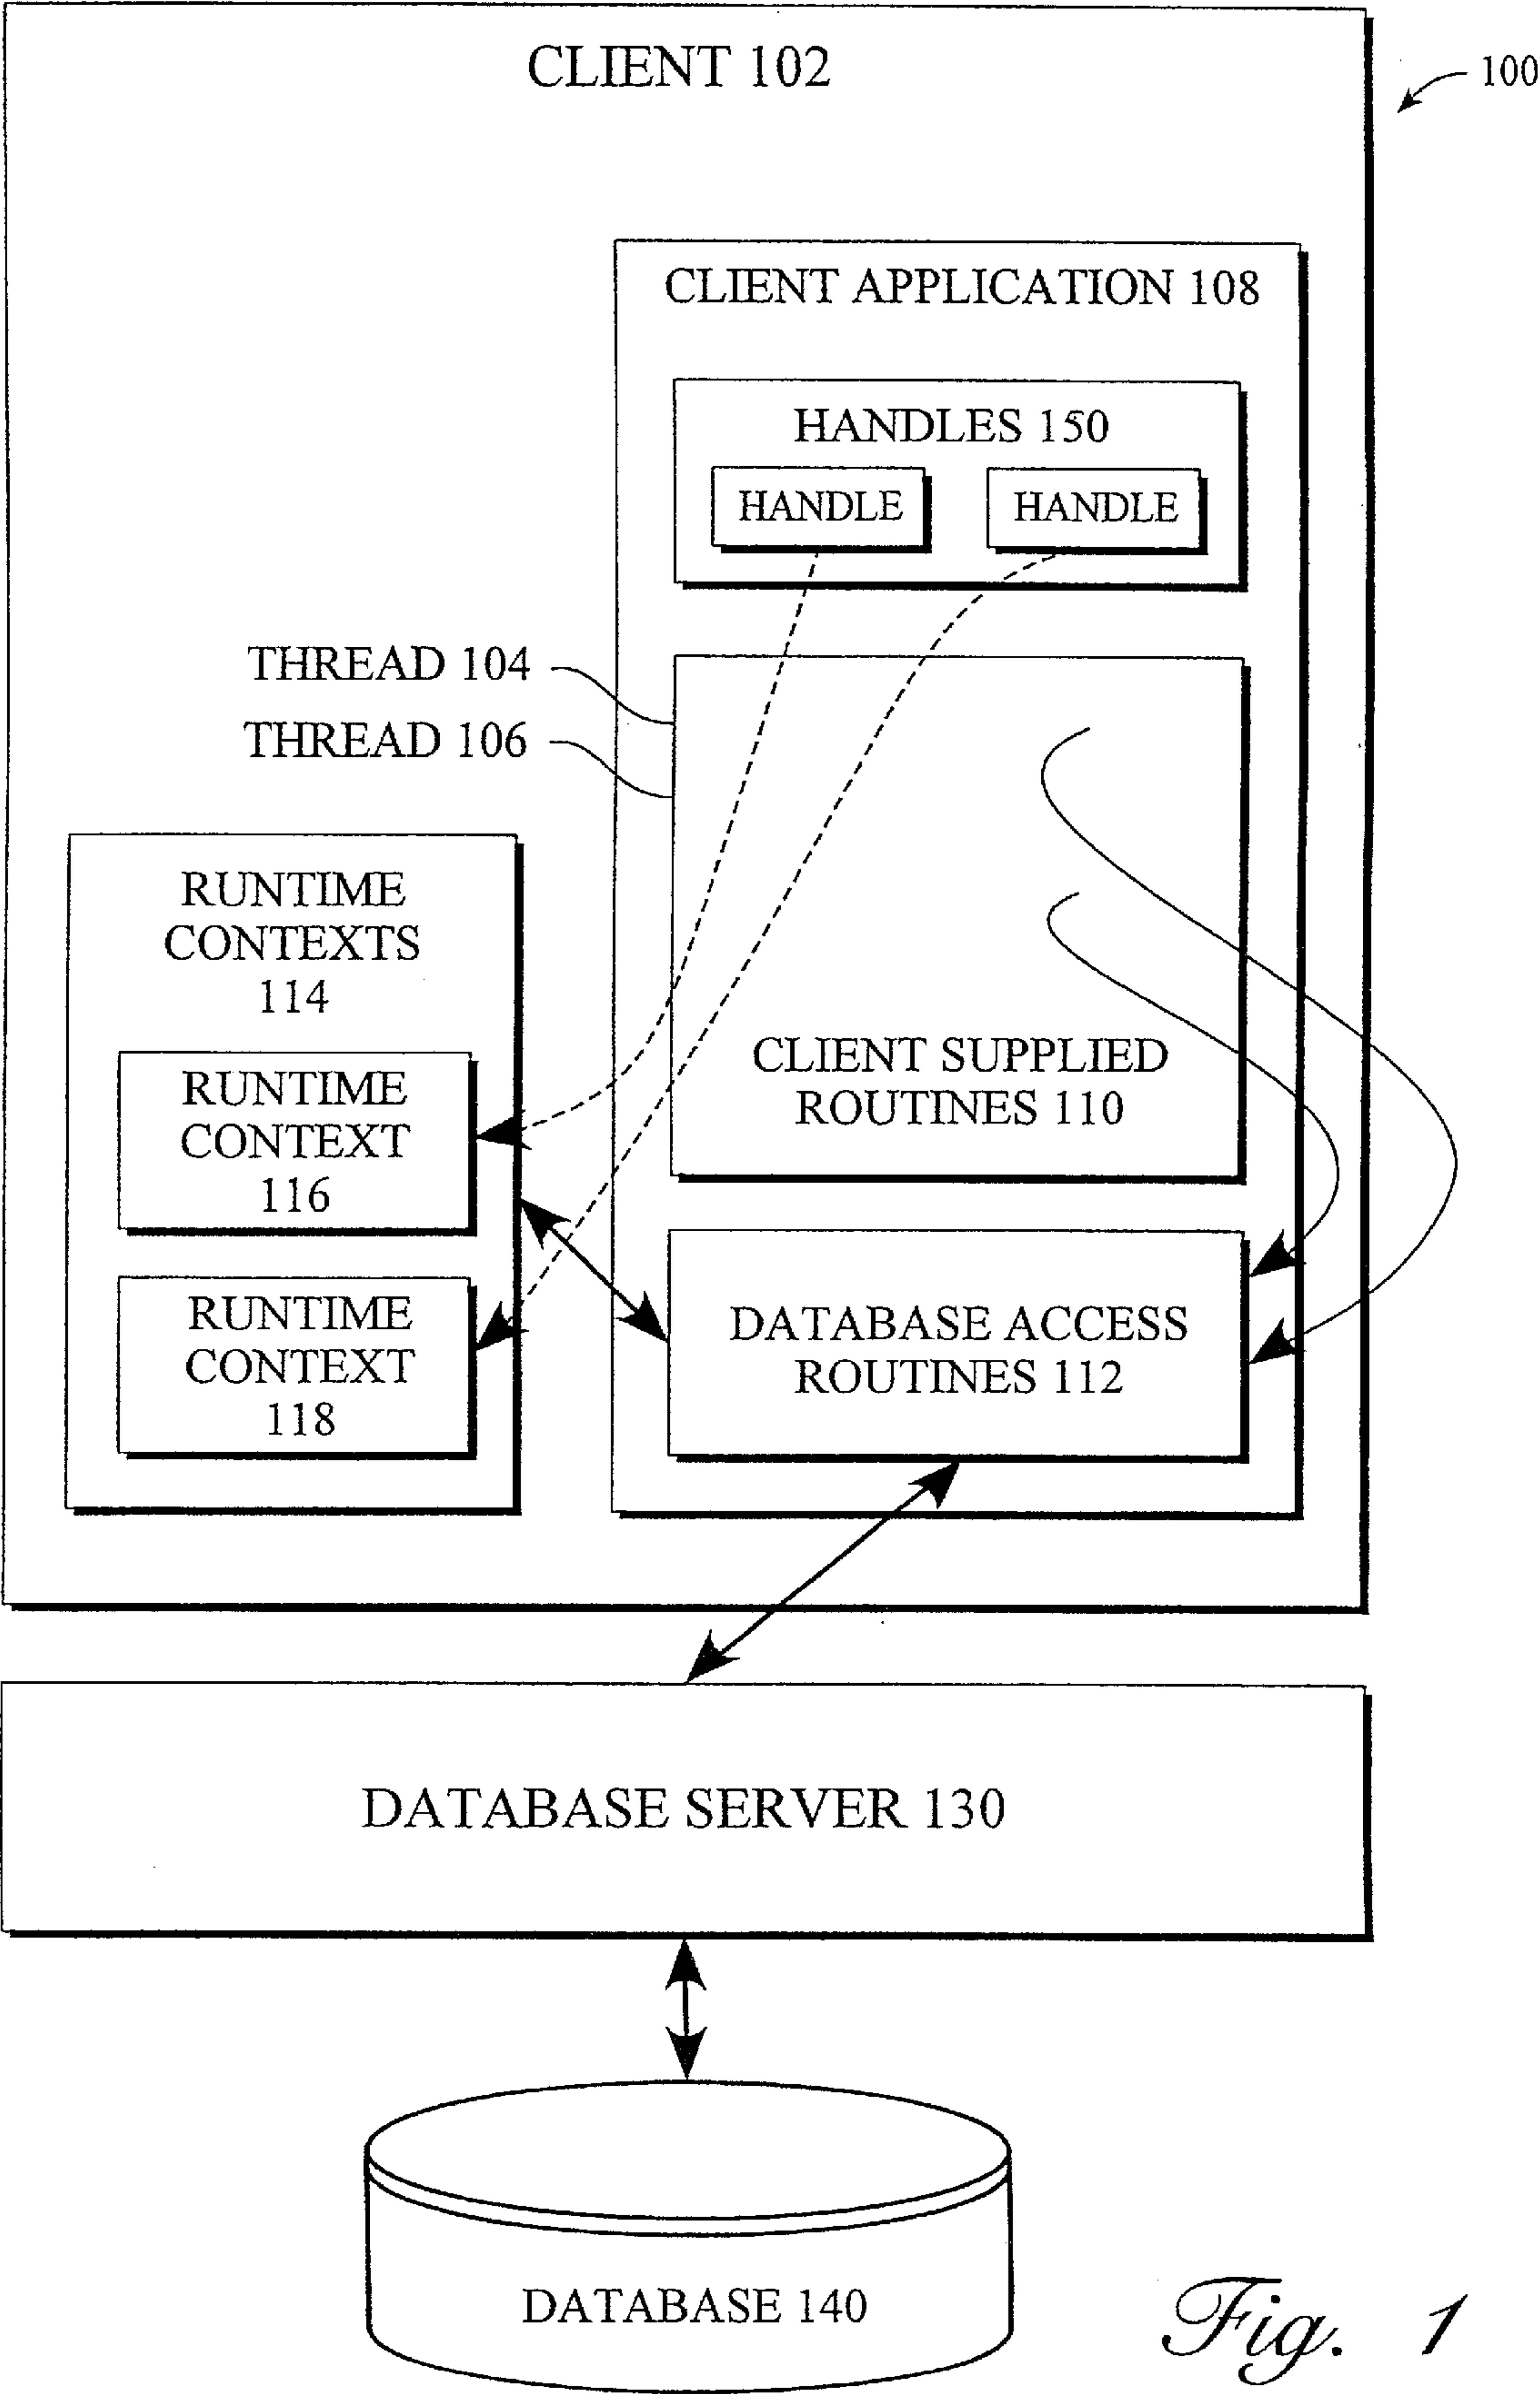 CLIENT 102
100
CLIENT APPLICATION 108
HANDLES 150
HANDLE
HANDLE
THREAD 104
THREAD 106
RUNTIME
CONTEXTS
114
RUNTIME
CONTEXT
116
RUNTIME
CONTEXT
118
CLIENT SUPPLIED
ROUTINES 110
DATABASE ACCESS
ROUTINES 112
DATABASE SERVER 130
DATABASE 140
Fig. 1